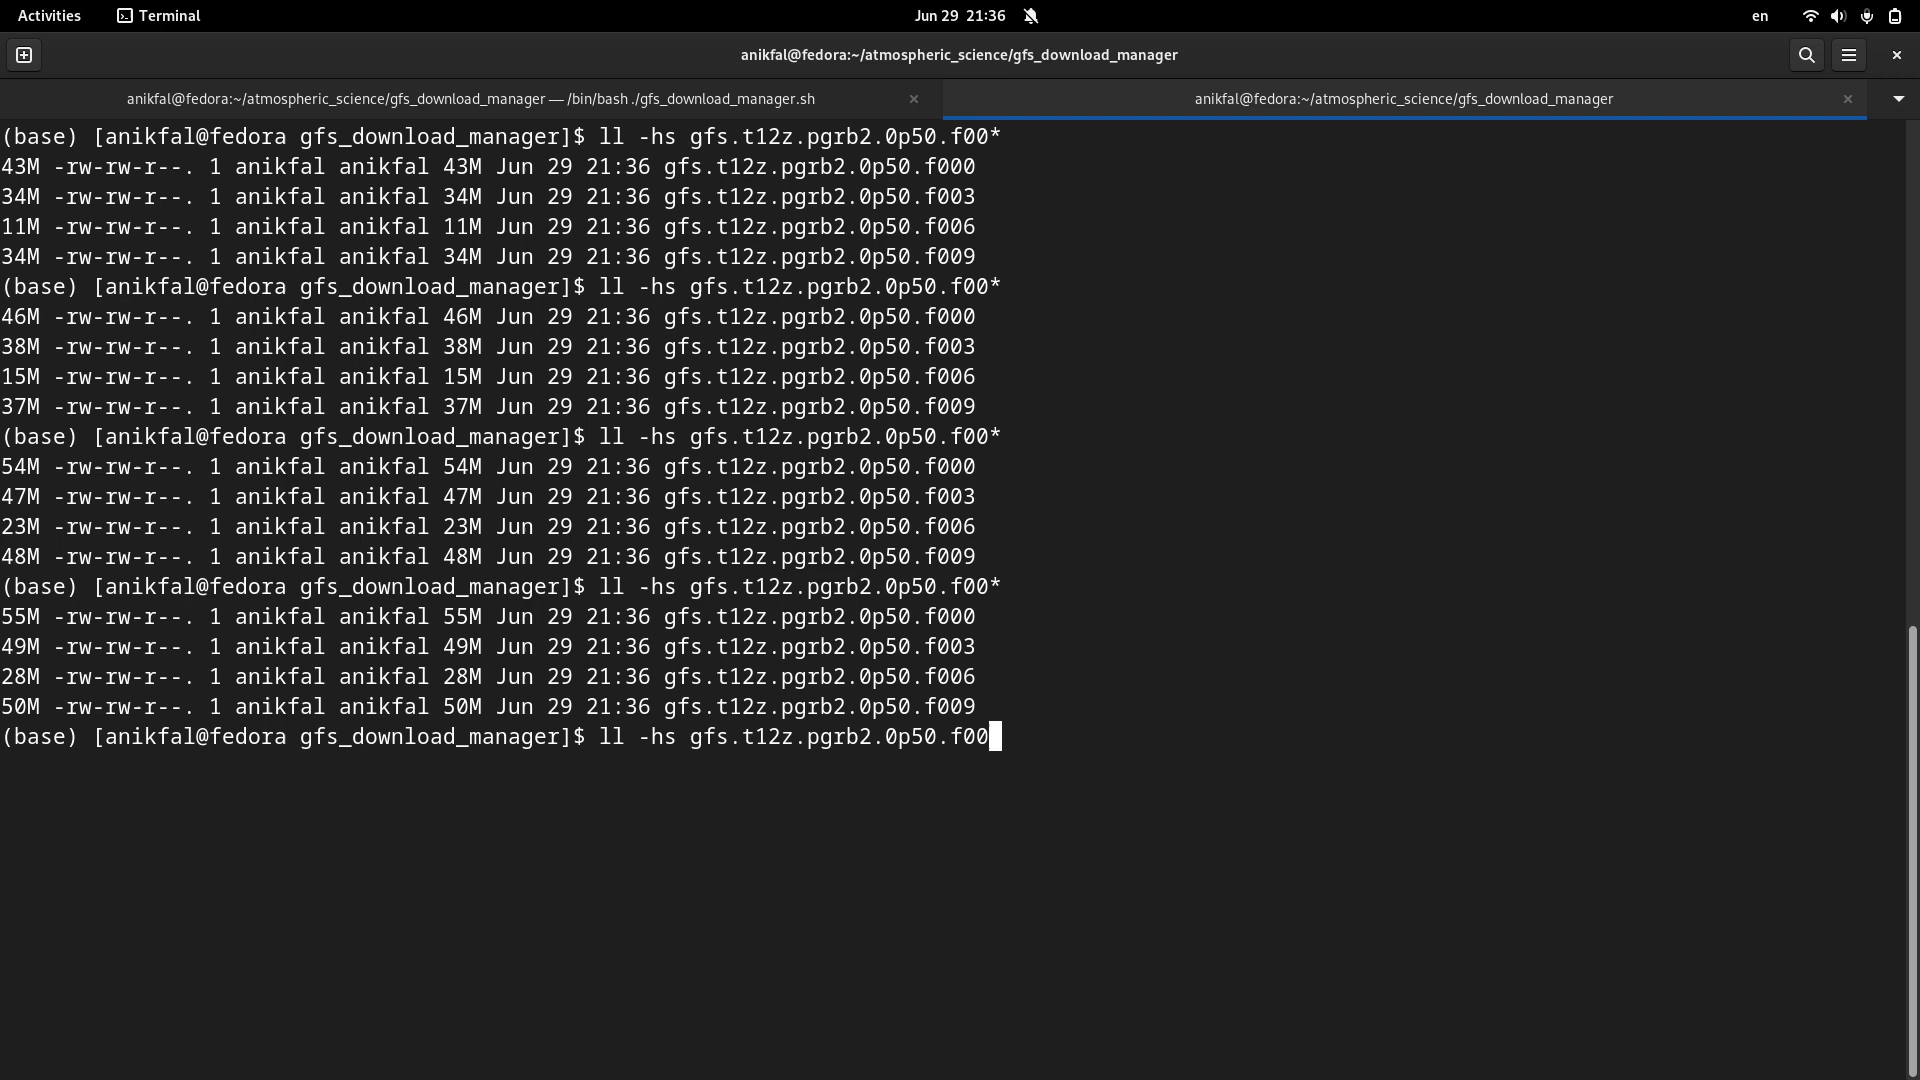 Activities Terminal Jun 29 21:36 en
anikfal@fedora:~/atmospheric_science/gfs_download_manager
anikfal@fedora:~/atmospheric_science/gfs_download_manager — /bin/bash ./gfs_download_manager.sh anikfal@fedora:~/atmospheric_science/gfs_download_manager
(base) [anikfal@fedora gfs_download_manager]$ ll -hs gfs.t12z.pgrb2.0p50.f00*
43M -rw-rw-r--. 1 anikfal anikfal 43M Jun 29 21:36 gfs.t12z.pgrb2.0p50.f000
34M -rw-rw-r--. 1 anikfal anikfal 34M Jun 29 21:36 gfs.t12z.pgrb2.0p50.f003
11M -rw-rw-r--. 1 anikfal anikfal 11M Jun 29 21:36 gfs.t12z.pgrb2.0p50.f006
34M -rw-rw-r--. 1 anikfal anikfal 34M Jun 29 21:36 gfs.t12z.pgrb2.0p50.f009
(base) [anikfal@fedora gfs_download_manager]$ ll -hs gfs.t12z.pgrb2.0p50.f00*
46M -rw-rw-r--. 1 anikfal anikfal 46M Jun 29 21:36 gfs.t12z.pgrb2.0p50.f000
38M -rw-rw-r--. 1 anikfal anikfal 38M Jun 29 21:36 gfs.t12z.pgrb2.0p50.f003
15M -rw-rw-r--. 1 anikfal anikfal 15M Jun 29 21:36 gfs.t12z.pgrb2.0p50.f006
37M -rw-rw-r--. 1 anikfal anikfal 37M Jun 29 21:36 gfs.t12z.pgrb2.0p50.f009
(base) [anikfal@fedora gfs_download_manager]$ ll -hs gfs.t12z.pgrb2.0p50.f00*
54M -rw-rw-r--. 1 anikfal anikfal 54M Jun 29 21:36 gfs.t12z.pgrb2.0p50.f000
47M -rw-rw-r--. 1 anikfal anikfal 47M Jun 29 21:36 gfs.t12z.pgrb2.0p50.f003
23M -rw-rw-r--. 1 anikfal anikfal 23M Jun 29 21:36 gfs.t12z.pgrb2.0p50.f006
48M -rw-rw-r--. 1 anikfal anikfal 48M Jun 29 21:36 gfs.t12z.pgrb2.0p50.f009
(base) [anikfal@fedora gfs_download_manager]$ ll -hs gfs.t12z.pgrb2.0p50.f00*
55M -rw-rw-r--. 1 anikfal anikfal 55M Jun 29 21:36 gfs.t12z.pgrb2.0p50.f000
49M -rw-rw-r--. 1 anikfal anikfal 49M Jun 29 21:36 gfs.t12z.pgrb2.0p50.f003
28M -rw-rw-r--. 1 anikfal anikfal 28M Jun 29 21:36 gfs.t12z.pgrb2.0p50.f006
50M -rw-rw-r--. 1 anikfal anikfal 50M Jun 29 21:36 gfs.t12z.pgrb2.0p50.f009
(base) [anikfal@fedora gfs_download_manager]$ ll -hs gfs.t12z.pgrb2.0p50.f00